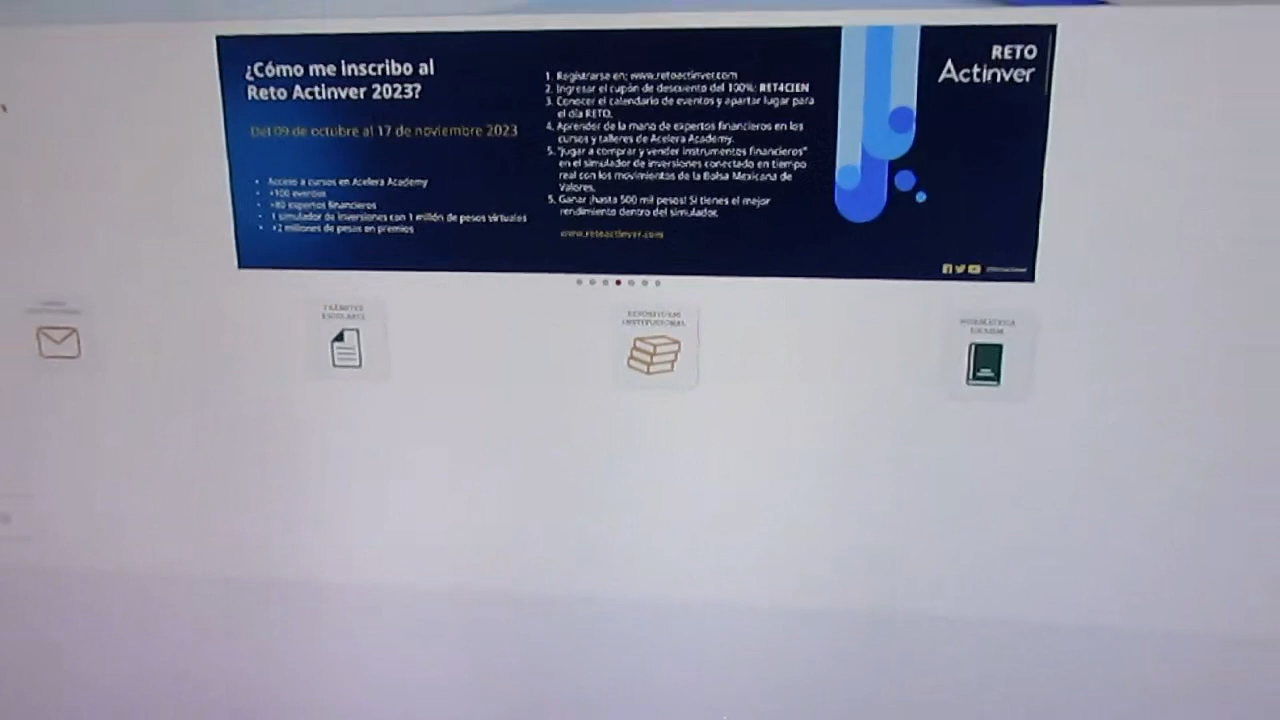 ¿Cómo me inscribo al
Reto Actinver 2023?
Del 09 de octubre al 17 de noviembre 2023
• Acceso a cursos en Acelera Academy
• +100 eventos
• +80 expertos financieros
• 1 simulador de inversiones con 1 millón de pesos virtuales
• +2 millones de pesos en premios
1. Registrarse en: www.retoactinver.com
2. Ingresar el cupón de descuento del 100%: RET4CIEN
3. Conocer el calendario de eventos y apartar lugar para
el día RETO.
4. Aprender de la mano de expertos financieros en los
cursos y talleres de Acelera Academy.
5. "Jugar a comprar y vender instrumentos financieros"
en el simulador de inversiones conectado en tiempo
real con los movimientos de la Bolsa Mexicana de
Valores.
5. Ganar ¡hasta 500 mil pesos! Si tienes el mejor
rendimiento dentro del simulador.
www.retoactinver.com
RETO
Actinver
TRÁMITES
ESCOLARES
REPOSITORIO
INSTITUCIONAL